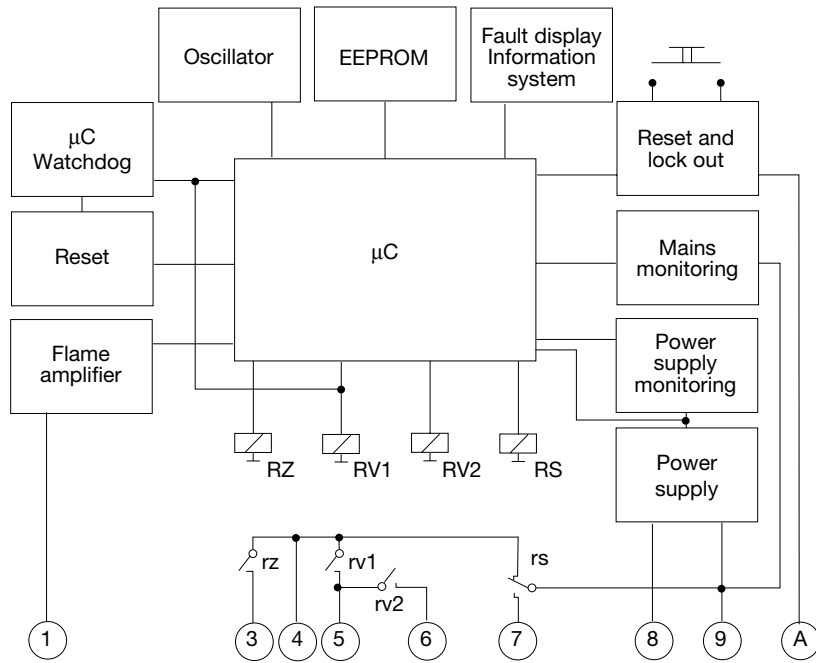 Oscillator
EEPROM
Fault display
Information
system
μC
Watchdog
Reset and
lock out
Reset
μC
Mains
monitoring
Flame
amplifier
Power
supply monitoring
RZ
RV1
RV2
RS
Power
supply
rz
rv1
rv2
rs
1
3
4
5
6
7
8
9
A